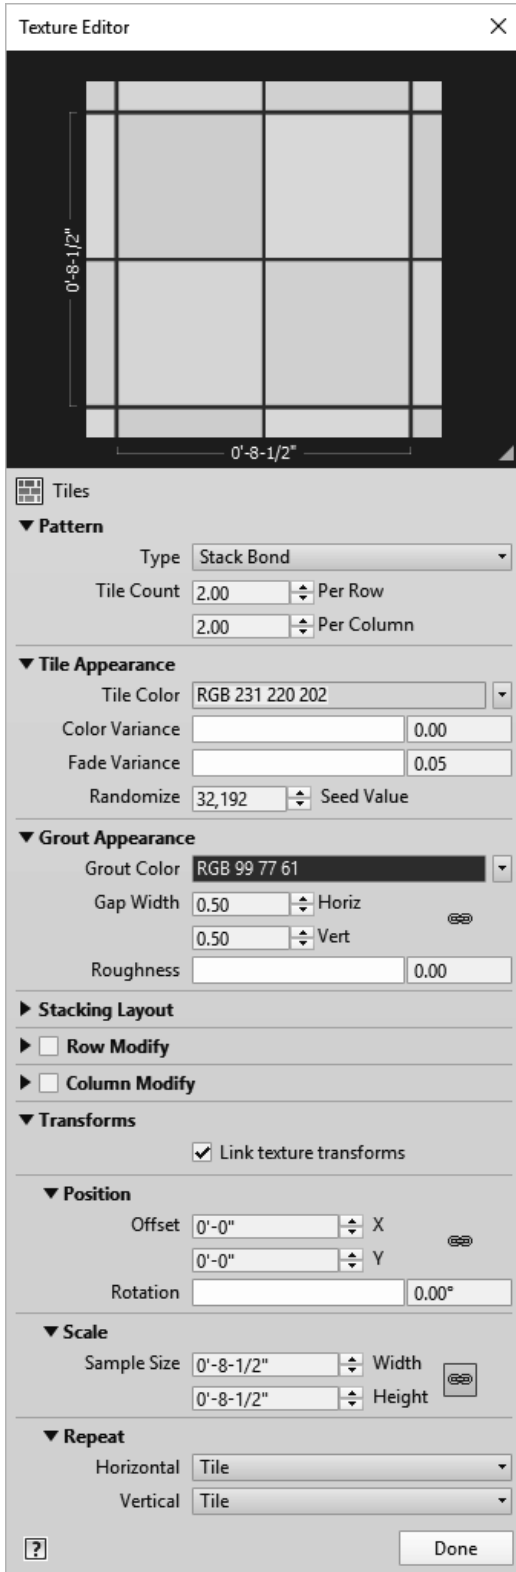 Texture Editor
0'-8-1/2"
0'-8-1/2"
Tiles
Pattern
Type Stack Bond
Tile Count 2.00 Per Row
2.00 Per Column
Tile Appearance
Tile Color RGB 231 220 202
Color Variance 0.00
Fade Variance 0.05
Randomize 32,192 Seed Value
Grout Appearance
Grout Color RGB 99 77 61
Gap Width 0.50 Horiz
0.50 Vert
Roughness 0.00
Stacking Layout
Row Modify
Column Modify
Transforms
Link texture transforms
Position
Offset 0'-0" X
0'-0" Y
Rotation 0.00°
Scale
Sample Size 0'-8-1/2" Width
0'-8-1/2" Height
Repeat
Horizontal Tile
Vertical Tile
? Done